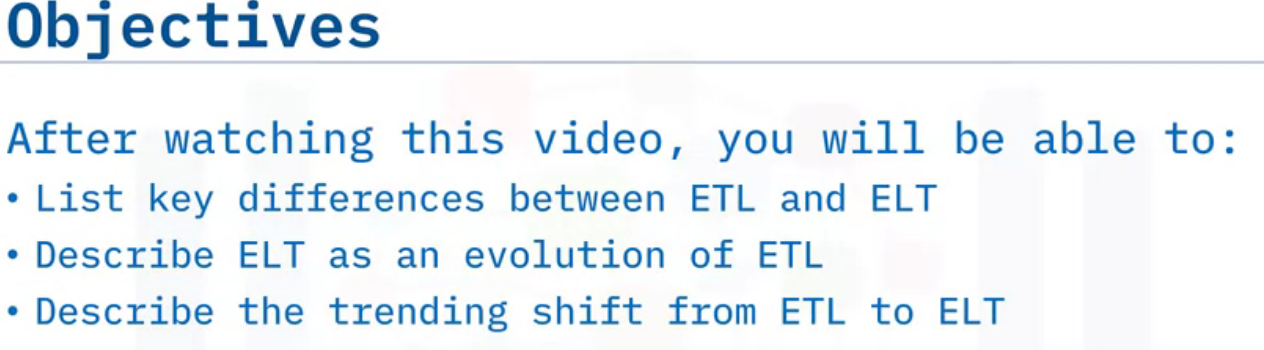 Objectives
After watching this video, you will be able to:
• List key differences between ETL and ELT
• Describe ELT as an evolution of ETL
• Describe the trending shift from ETL to ELT